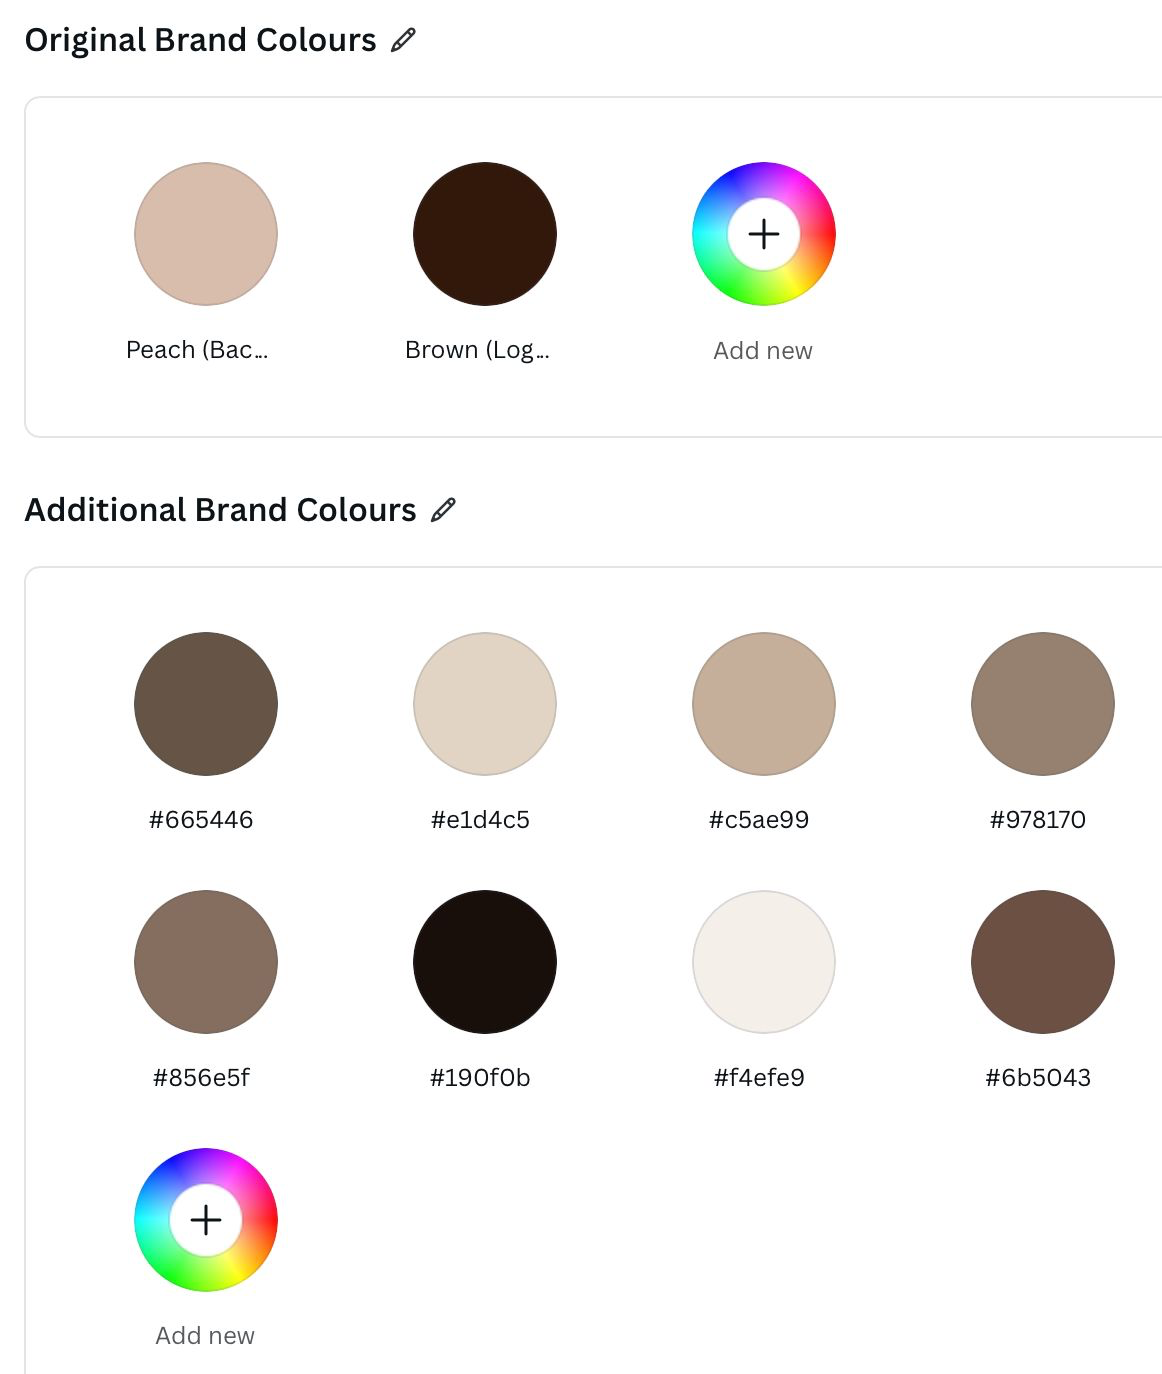 Original Brand Colours
Peach (Bac...
Brown (Log...
Add new
Additional Brand Colours
#665446
#e1d4c5
#c5ae99
#978170
#856e5f
#190f0b
#f4efe9
#6b5043
Add new